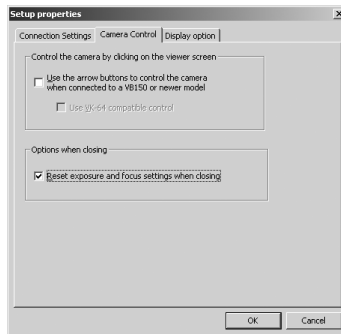 Setup properties
Connection Settings
Camera Control
Display option
Control the camera by clicking on the viewer screen
Use the arrow buttons to control the camera
when connected to a VB150 or newer model
Use VK-64 compatible control
Options when closing
Reset exposure and focus settings when closing
OK
Cancel